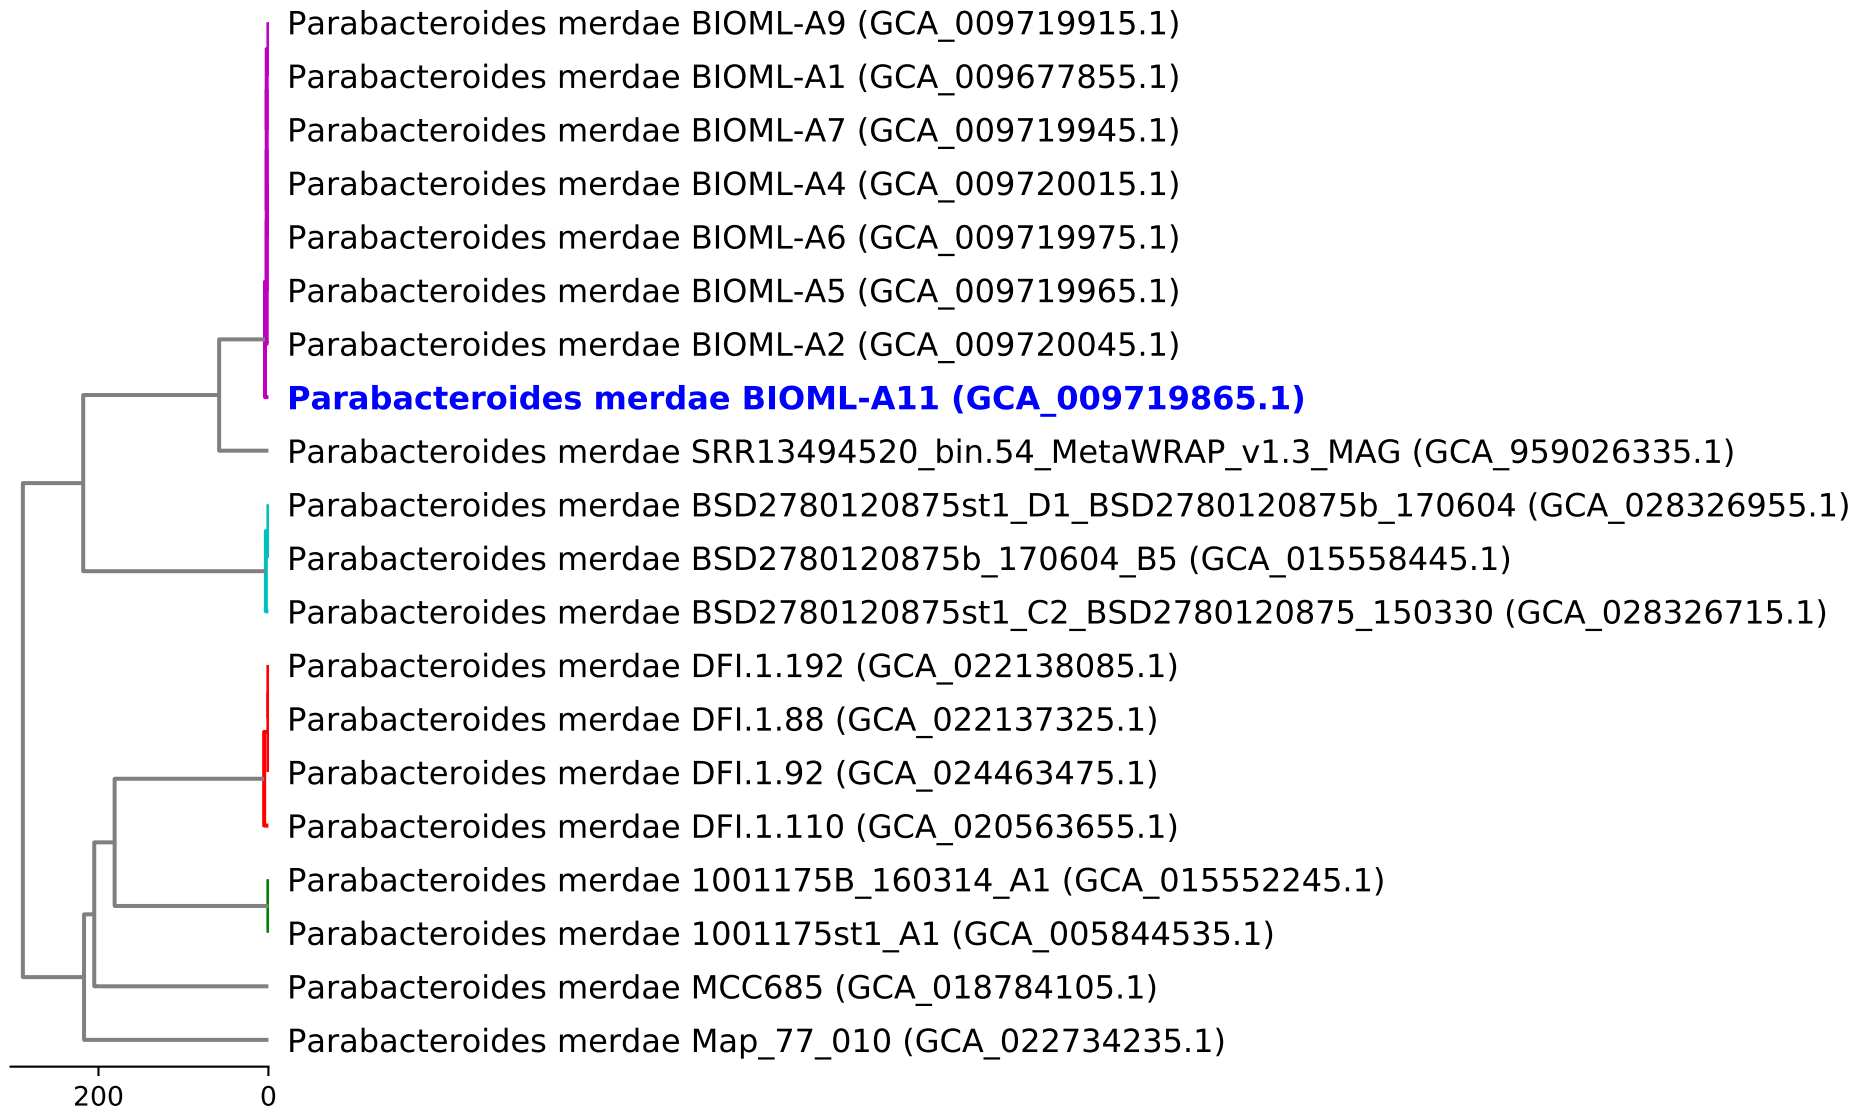 Parabacteroides merdae BIOML-A9 (GCA_009719915.1)
Parabacteroides merdae BIOML-A1 (GCA_009677855.1)
Parabacteroides merdae BIOML-A7 (GCA_009719945.1)
Parabacteroides merdae BIOML-A4 (GCA_009720015.1)
Parabacteroides merdae BIOML-A6 (GCA_009719975.1)
Parabacteroides merdae BIOML-A5 (GCA_009719965.1)
Parabacteroides merdae BIOML-A2 (GCA_009720045.1)
Parabacteroides merdae BIOML-A11 (GCA_009719865.1)
Parabacteroides merdae SRR13494520_bin.54_MetaWRAP_v1.3_MAG (GCA_959026335.1)
Parabacteroides merdae BSD2780120875st1_D1_BSD2780120875b_170604 (GCA_028326955.1)
Parabacteroides merdae BSD2780120875b_170604_B5 (GCA_015558445.1)
Parabacteroides merdae BSD2780120875st1_C2_BSD2780120875_150330 (GCA_028326715.1)
Parabacteroides merdae DFI.1.192 (GCA_022138085.1)
Parabacteroides merdae DFI.1.88 (GCA_022137325.1)
Parabacteroides merdae DFI.1.92 (GCA_024463475.1)
Parabacteroides merdae DFI.1.110 (GCA_020563655.1)
Parabacteroides merdae 1001175B_160314_A1 (GCA_015552245.1)
Parabacteroides merdae 1001175st1_A1 (GCA_005844535.1)
Parabacteroides merdae MCC685 (GCA_018784105.1)
Parabacteroides merdae Map_77_010 (GCA_022734235.1)
200 0